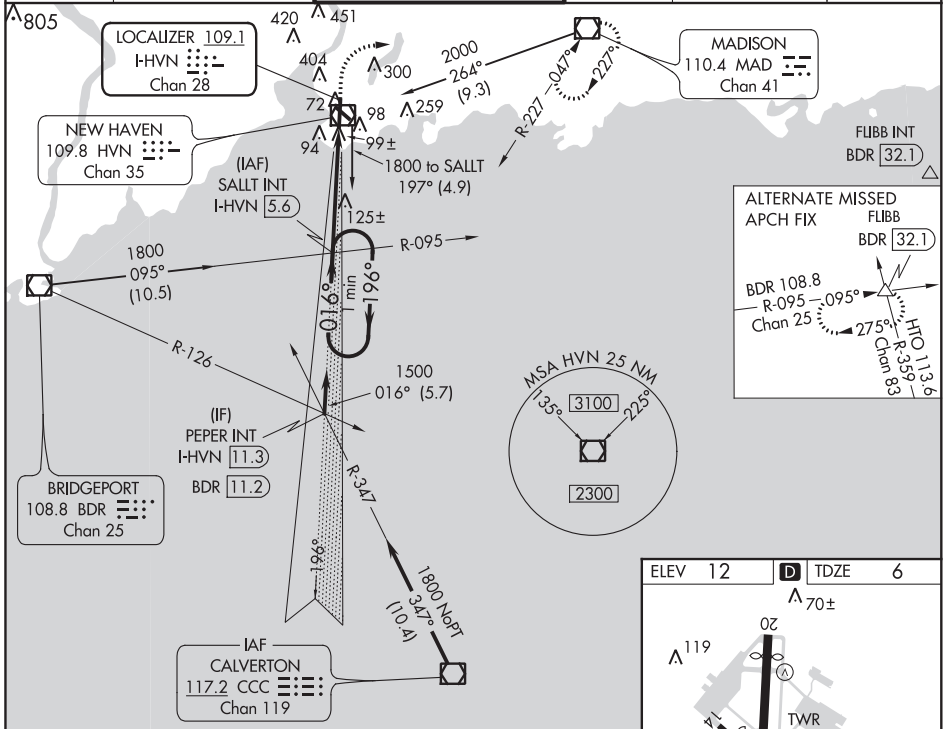 805
420
451
LOCALIZER 109.1
I-HVN
Chan 28
404
300
2000
264°
(9.3)
047°
227°
R-227
MADISON
110.4 MAD
Chan 41
72
98
259
NEW HAVEN
109.8 HVN
Chan 35
94
99±
1800 to SALLT
197° (4.9)
(IAF)
SALLT INT
I-HVN 5.6
125±
FLIBB INT
BDR 32.1
ALTERNATE MISSED
APCH FIX
FLIBB
BDR 32.1
BDR 108.8
R-095
095°
Chan 25
275°
HTO 113.6
R-359
Chan 83
1800
095°
(10.5)
R-095
016°
1 min
196°
R-126
1500
016° (5.7)
(IF)
PEPER INT
I-HVN 11.3
BDR 11.2
MSA HVN 25 NM
135°
3100
225°
2300
BRIDGEPORT
108.8 BDR
Chan 25
R-347
196°
1800 NoPT
347°
(10.4)
IAF
CALVERTON
117.2 CCC
Chan 119
ELEV 12
D
TDZE 6
70±
20
119
A
TWR
14